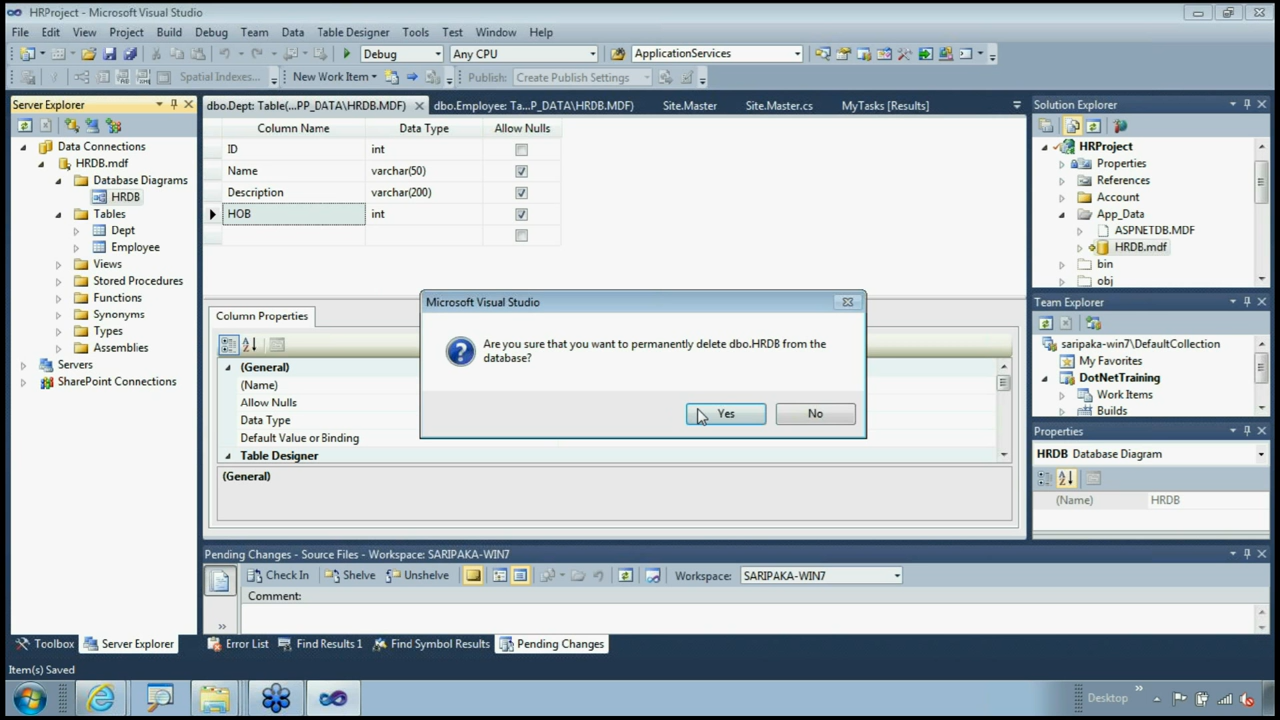 HRProject - Microsoft Visual Studio
File Edit View Project Build Debug Team Data Table Designer Tools Test Window Help
Debug Any CPU ApplicationServices
Spatial Indexes... New Work Item Publish: Create Publish Settings
Server Explorer
Data Connections
HRDB.mdf
Database Diagrams
HRDB
Tables
Dept
Employee
Views
Stored Procedures
Functions
Synonyms
Types
Assemblies
Servers
SharePoint Connections
dbo.Dept: Table(...PP_DATA\HRDB.MDF) dbo.Employee: Ta...P_DATA\HRDB.MDF) Site.Master Site.Master.cs MyTasks [Results]
Column Name Data Type Allow Nulls
ID int
Name varchar(50)
Description varchar(200)
HOB int
Column Properties
(General)
(Name)
Allow Nulls
Data Type
Default Value or Binding
Table Designer
(General)
Microsoft Visual Studio
Are you sure that you want to permanently delete dbo.HRDB from the
database?
Yes No
Solution Explorer
HRProject
Properties
References
Account
App_Data
ASPNETDB.MDF
HRDB.mdf
bin
obj
Team Explorer
saripaka-win7\DefaultCollection
My Favorites
DotNetTraining
Work Items
Builds
Properties
HRDB Database Diagram
(Name) HRDB
Pending Changes - Source Files - Workspace: SARIPAKA-WIN7
Check In Shelve Unshelve Workspace: SARIPAKA-WIN7
Comment:
Toolbox Server Explorer Error List Find Results 1 Find Symbol Results Pending Changes
Item(s) Saved
Desktop